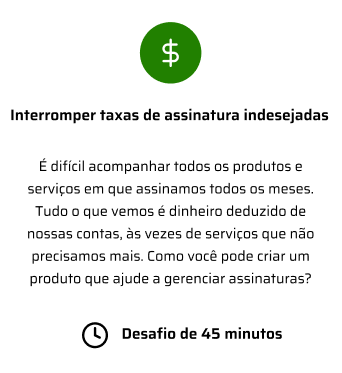 $
Interromper taxas de assinatura indesejadas
É difícil acompanhar todos os produtos e
serviços em que assinamos todos os meses.
Tudo o que vemos é dinheiro deduzido de
nossas contas, às vezes de serviços que não
precisamos mais. Como você pode criar um
produto que ajude a gerenciar assinaturas?
Desafio de 45 minutos